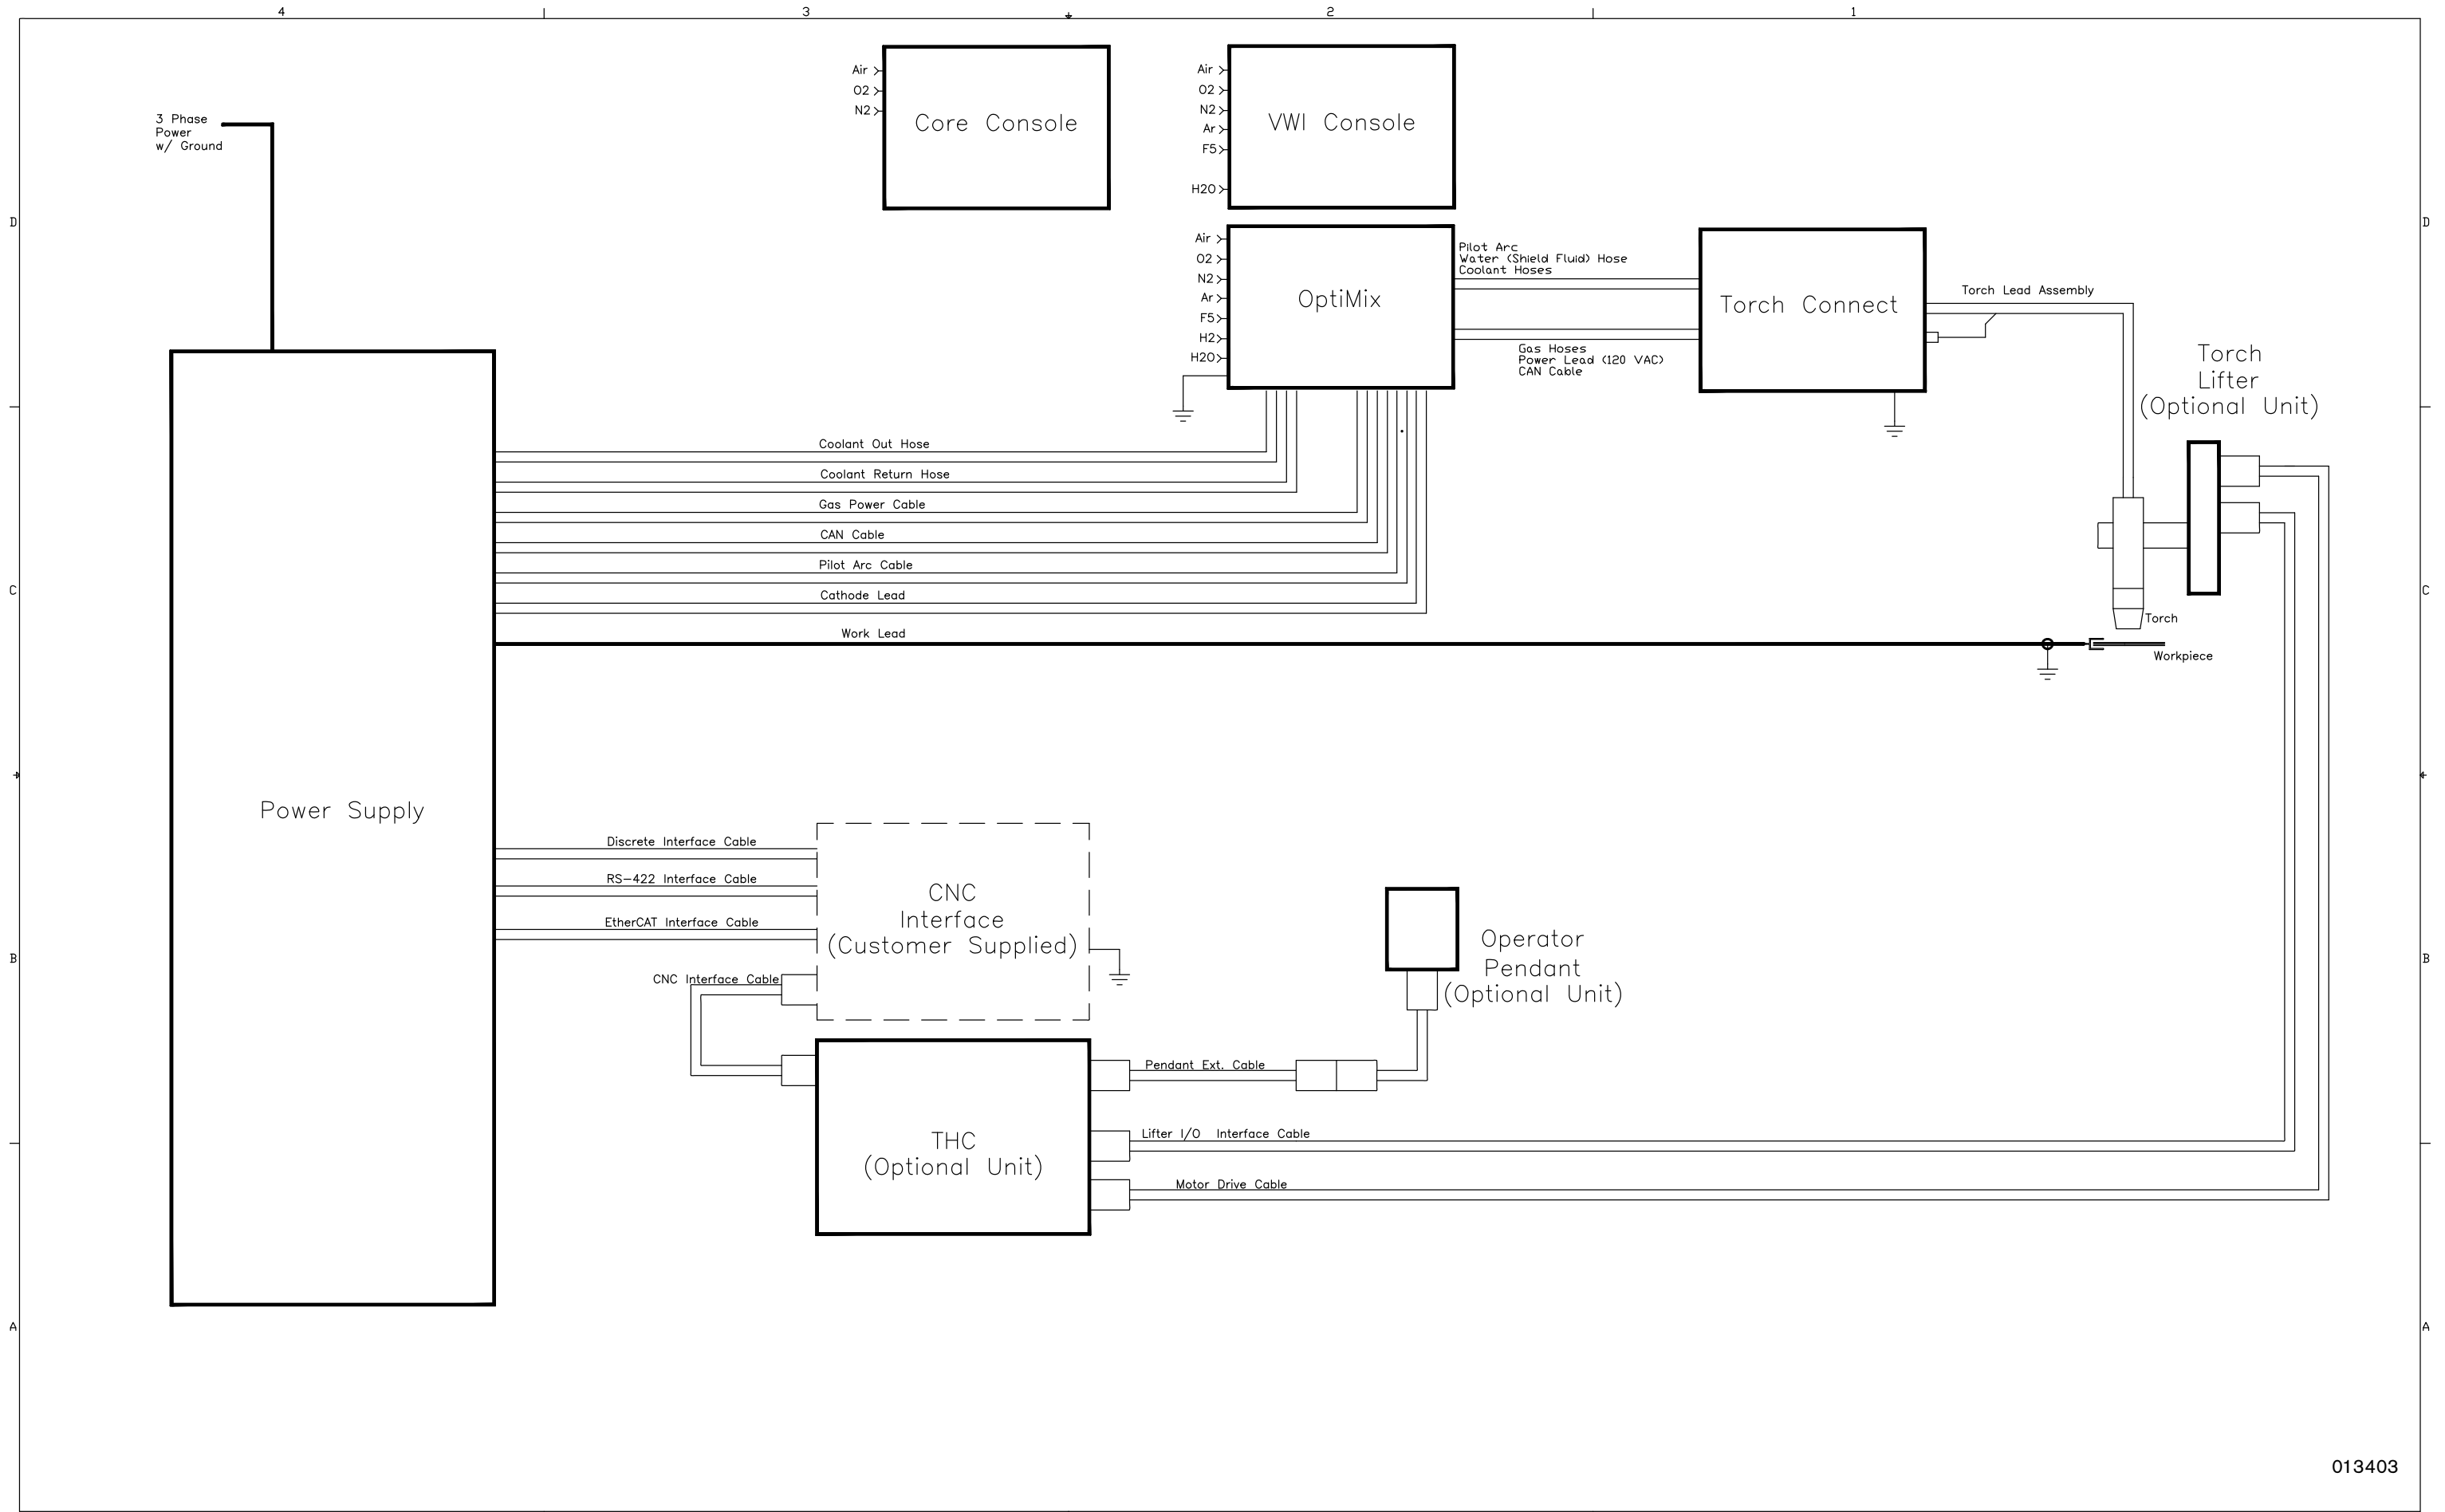 4
3
2
1
Air
O2
N2
Core Console
Air
O2
N2
Ar
F5
H2O
VWI Console
3 Phase
Power
w/ Ground
D
D
Air
O2
N2
Ar
F5
H2
H2O
OptiMix
Pilot Arc
Water (Shield Fluid) Hose
Coolant Hoses
Gas Hoses
Power Lead (120 VAC)
CAN Cable
Torch Connect
Torch Lead Assembly
Torch
Lifter
(Optional Unit)
Coolant Out Hose
Coolant Return Hose
Gas Power Cable
CAN Cable
Pilot Arc Cable
Cathode Lead
Work Lead
C
C
Torch
Workpiece
Power Supply
Discrete Interface Cable
RS-422 Interface Cable
EtherCAT Interface Cable
CNC Interface Cable
CNC
Interface
(Customer Supplied)
Operator
Pendant
(Optional Unit)
B
B
Pendant Ext. Cable
Lifter I/O Interface Cable
Motor Drive Cable
THC
(Optional Unit)
A
A
013403